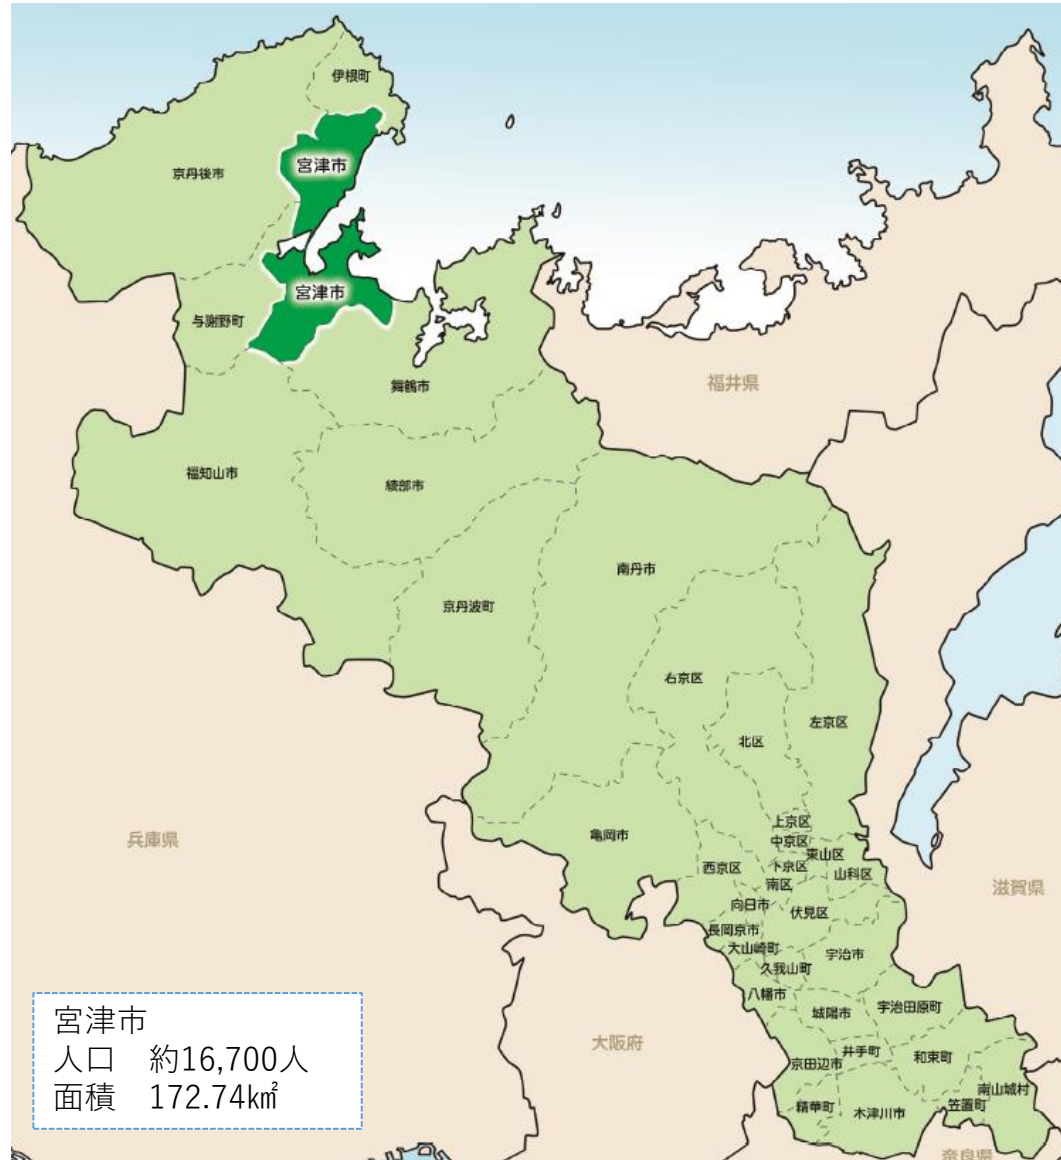 伊根町
宮津市
京丹後市
宮津市
与謝野町
舞鶴市
福井県
福知山市
綾部市
南丹市
京丹波町
右京区
左京区
北区
上京区
兵庫県
亀岡市
中京区
東山区
西京区
下京区
山科区
南区
滋賀県
向日市
伏見区
長岡京市
大山崎町
宇治市
久我山町
八幡市
宇治田原町
城陽市
大阪府
井手町
和束町
京田辺市
南山城村
精華町
木津川市
笠置町
奈良県
宮津市
人口 約16,700人
面積 172.74㎢